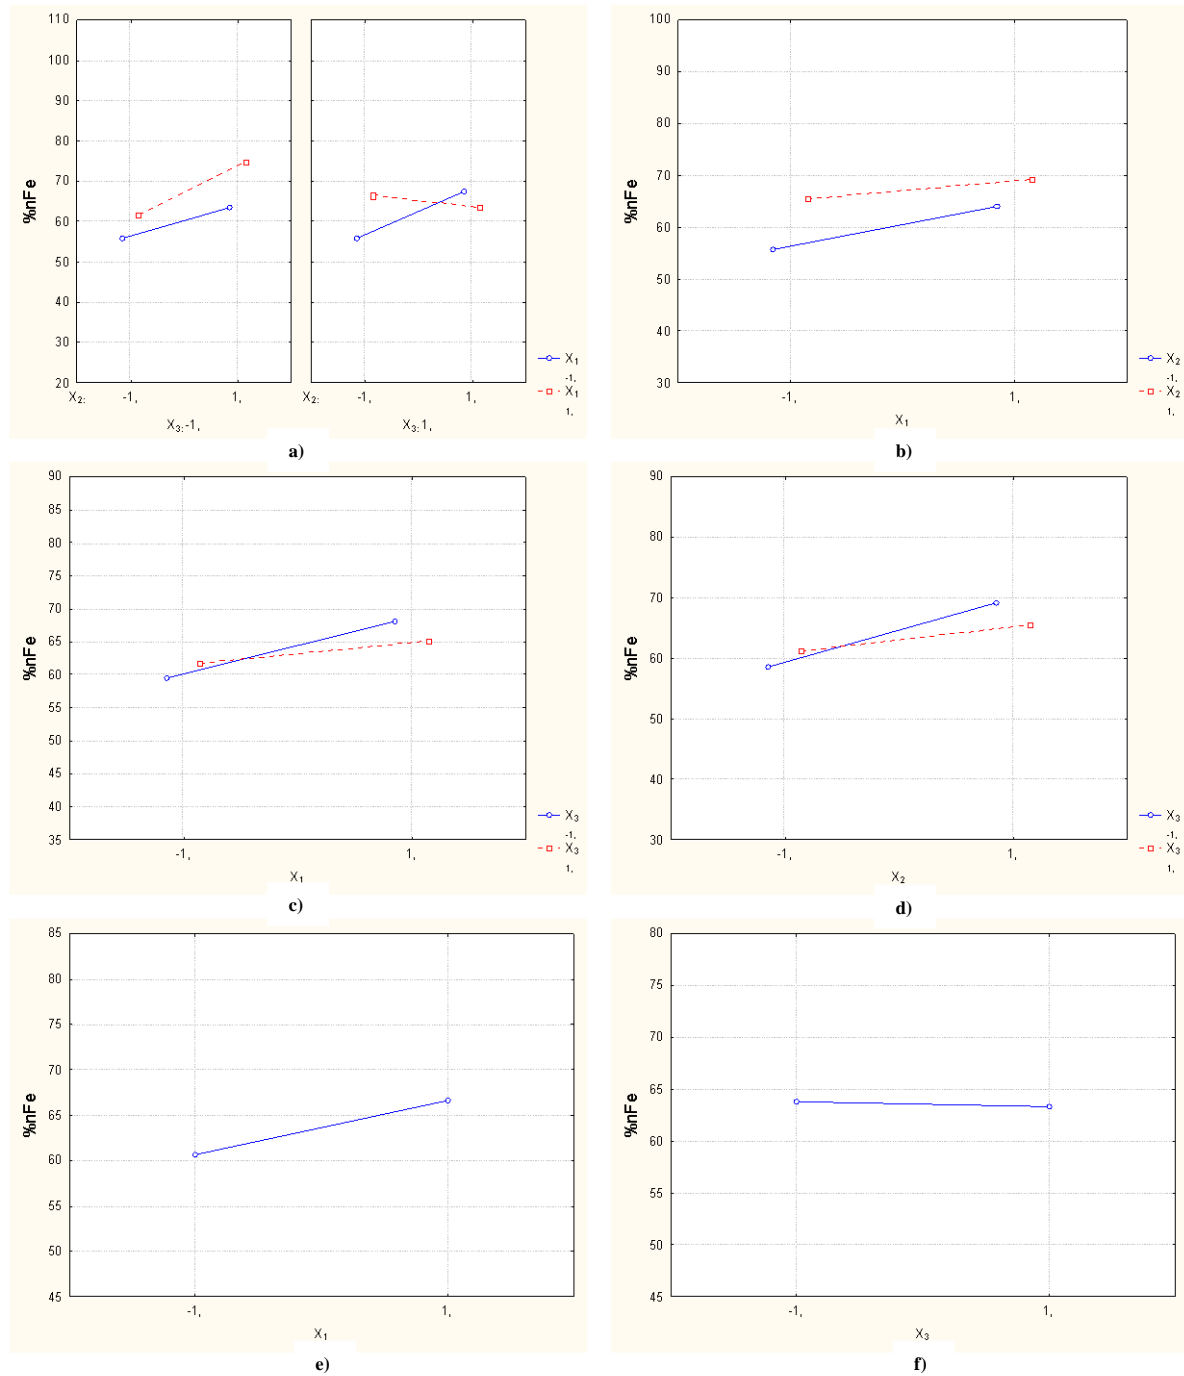 110
100
90
80
70
60
50
40
30
20
%nFe
X2: -1, 1,
X3:-1,
X2: -1, 1,
X3:1,
X1
-1,
X1
1,
a)
100
90
80
70
60
50
40
30
%nFe
-1, 1,
X1
X2
-1,
X2
1,
b)
90
85
80
75
70
65
60
55
50
45
40
35
%nFe
-1, 1,
X1
X3
-1,
X3
1,
c)
90
80
70
60
50
40
30
%nFe
-1, 1,
X2
X3
-1,
X3
1,
d)
85
80
75
70
65
60
55
50
45
%nFe
-1, 1,
X1
e)
80
75
70
65
60
55
50
45
%nFe
-1, 1,
X3
f)